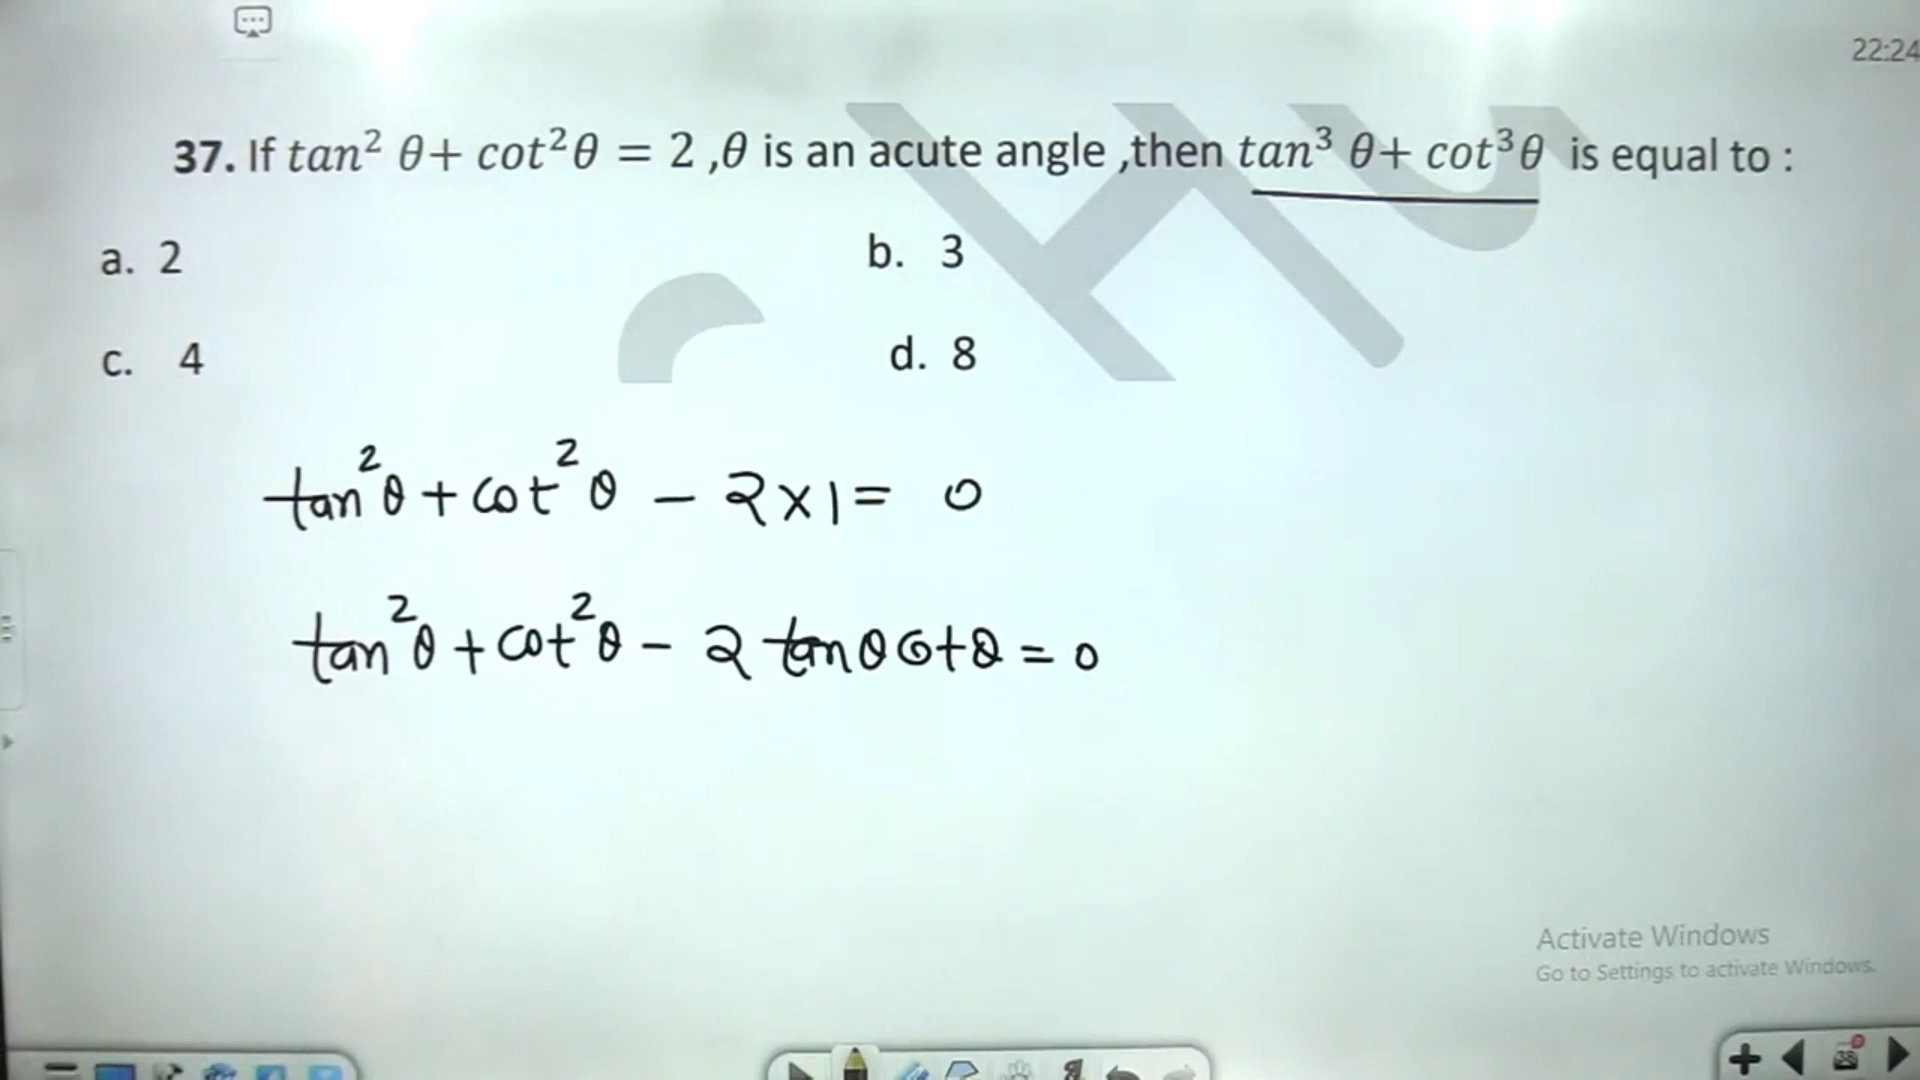 22:24
37. If tan² θ+ cot²θ = 2 ,θ is an acute angle ,then tan³ θ+ cot³θ is equal to :
a. 2
b. 3
c. 4
d. 8
tan²θ + cot²θ - 2 x 1 = 0
tan²θ + cot²θ - 2 tanθ cotθ = 0
Activate Windows
Go to Settings to activate Windows.